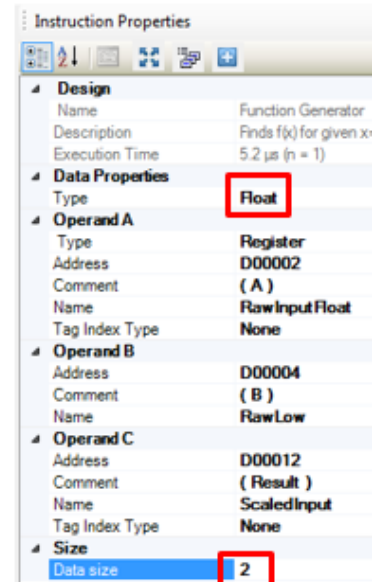 Instruction Properties
Design
Name Function Generator
Description Finds f(x) for given x=
Execution Time 5.2 µs (n = 1)
Data Properties
Type Float
Operand A
Type Register
Address D00002
Comment ( A )
Name RawInputFloat
Tag Index Type None
Operand B
Address D00004
Comment ( B )
Name RawLow
Operand C
Address D00012
Comment ( Result )
Name ScaledInput
Tag Index Type None
Size
Data size 2